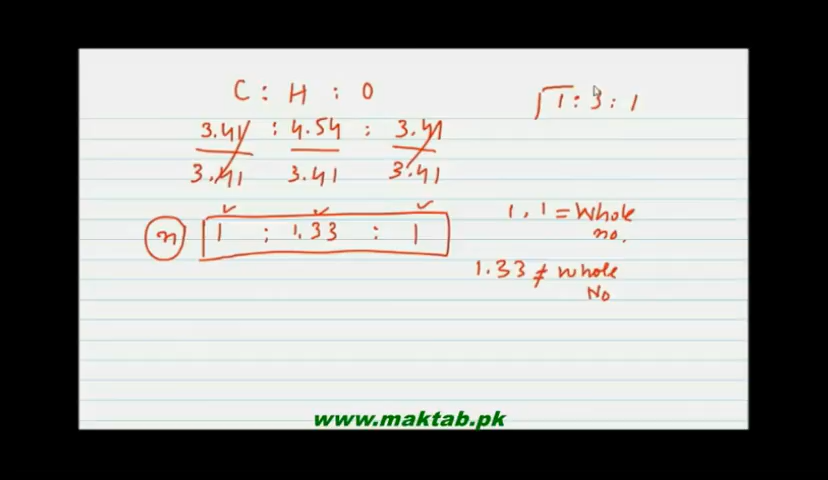 C : H : O
3.41 : 4.54 : 3.41
3.41 3.41 3.41
n 1 : 1.33 : 1
1 : 3 : 1
1, 1 = Whole
no.
1.33 ≠ whole
No
www.maktab.pk